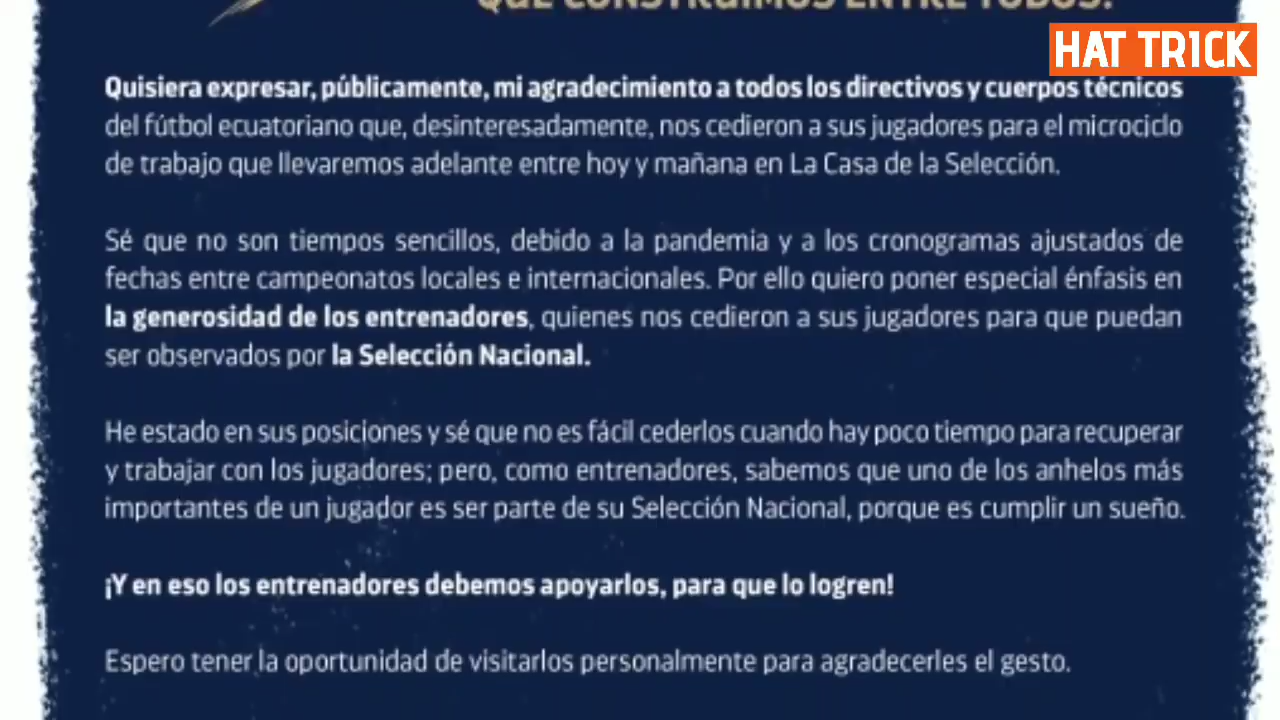 QUE CONSTRUIMOS ENTRE TODOS.
HAT TRICK
Quisiera expresar, públicamente, mi agradecimiento a todos los directivos y cuerpos técnicos
del fútbol ecuatoriano que, desinteresadamente, nos cedieron a sus jugadores para el microciclo
de trabajo que llevaremos adelante entre hoy y mañana en La Casa de la Selección.
Sé que no son tiempos sencillos, debido a la pandemia y a los cronogramas ajustados de
fechas entre campeonatos locales e internacionales. Por ello quiero poner especial énfasis en
la generosidad de los entrenadores, quienes nos cedieron a sus jugadores para que puedan
ser observados por la Selección Nacional.
He estado en sus posiciones y sé que no es fácil cederlos cuando hay poco tiempo para recuperar
y trabajar con los jugadores; pero, como entrenadores, sabemos que uno de los anhelos más
importantes de un jugador es ser parte de su Selección Nacional, porque es cumplir un sueño.
¡Y en eso los entrenadores debemos apoyarlos, para que lo logren!
Espero tener la oportunidad de visitarlos personalmente para agradecerles el gesto.